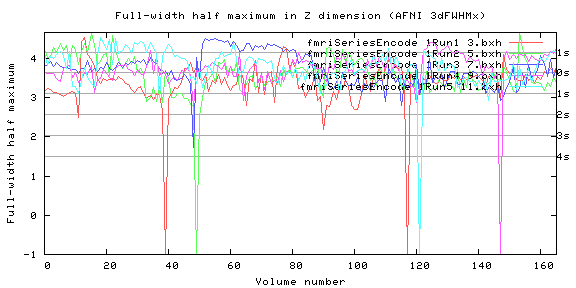 Full-width half maximum in Z dimension (AFNI 3dFWHMx)
fmriSeriesEncode 1Run1 3.bxh
fmriSeriesEncode 1Run2 5.bxh
fmriSeriesEncode 1Run3 7.bxh
fmriSeriesEncode 1Run4 9.bxh
fmriSeriesEncode 1Run5 11.bxh
Full-width half maximum
4
3
2
1
0
-1
1s
0s
1s
2s
3s
4s
0 20 40 60 80 100 120 140 160
Volume number